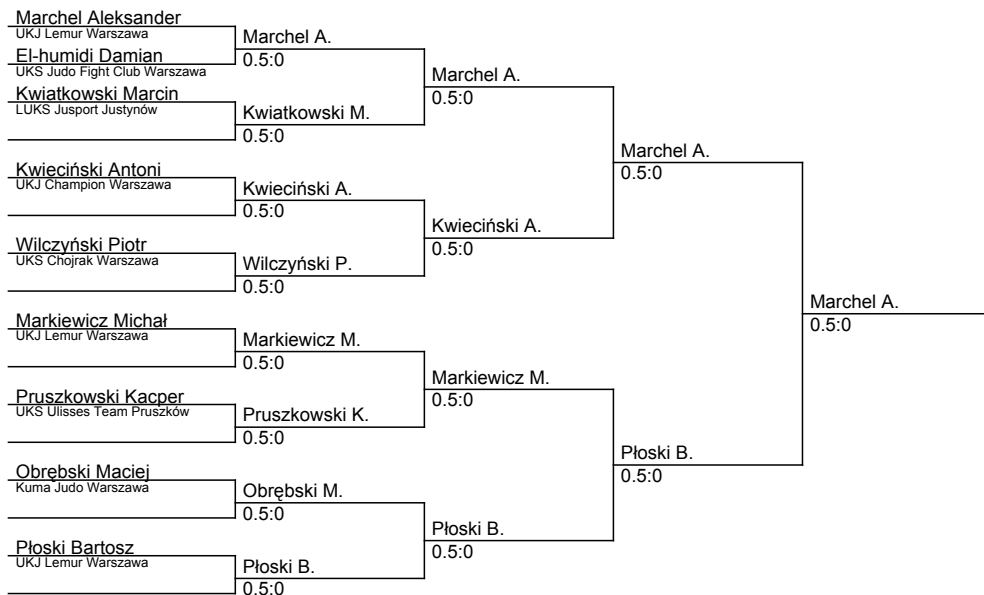 Marchel Aleksander
UKJ Lemur Warszawa
El-humidi Damian
UKS Judo Fight Club Warszawa
Kwiatkowski Marcin
LUKS Jusport Justynów
Kwieciński Antoni
UKJ Champion Warszawa
Wilczyński Piotr
UKS Chojrak Warszawa
Markiewicz Michał
UKJ Lemur Warszawa
Pruszkowski Kacper
UKS Ulisses Team Pruszków
Obrębski Maciej
Kuma Judo Warszawa
Płoski Bartosz
UKJ Lemur Warszawa
Marchel A.
0.5:0
Kwiatkowski M.
0.5:0
Kwieciński A.
0.5:0
Wilczyński P.
0.5:0
Markiewicz M.
0.5:0
Pruszkowski K.
0.5:0
Obrębski M.
0.5:0
Płoski B.
0.5:0
Marchel A.
0.5:0
Kwieciński A.
0.5:0
Markiewicz M.
0.5:0
Płoski B.
0.5:0
Marchel A.
0.5:0
Płoski B.
0.5:0
Marchel A.
0.5:0